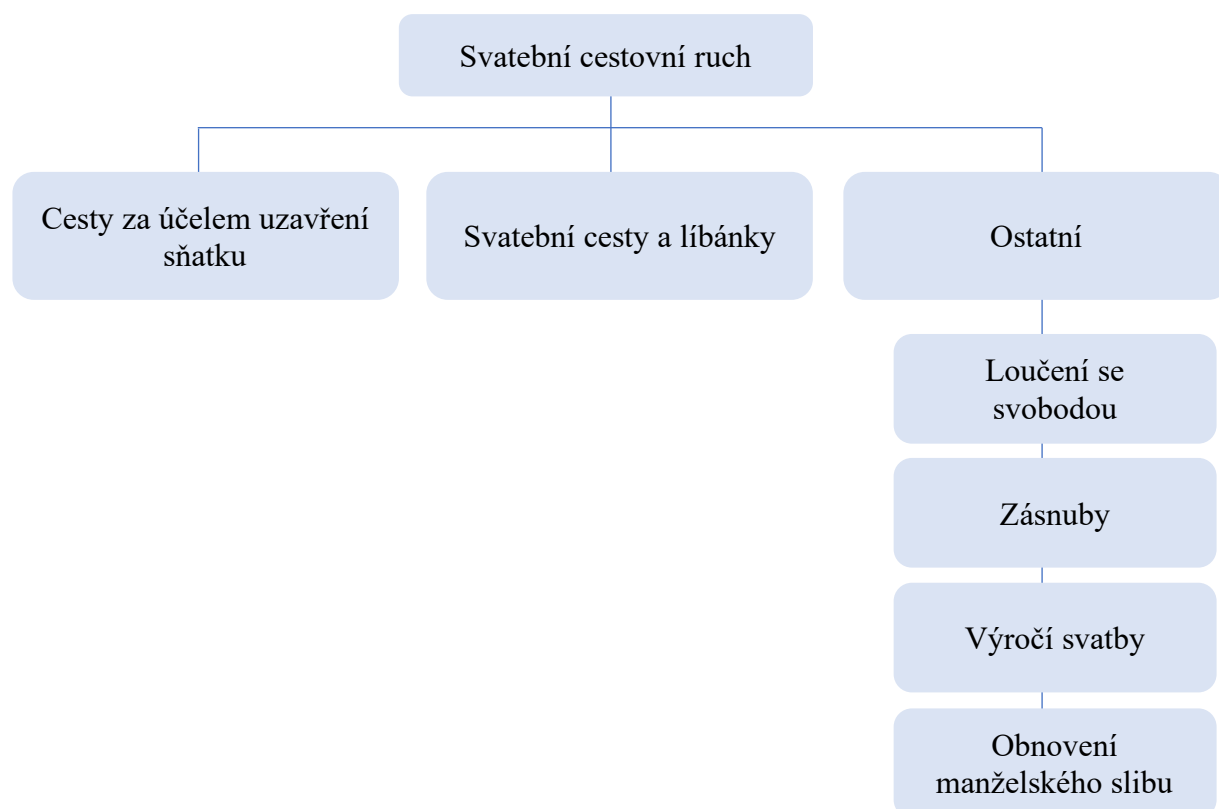 Svatební cestovní ruch
Cesty za účelem uzavření
sňatku
Svatební cesty a líbánky
Ostatní
Loučení se
svobodou
Zásnuby
Výročí svatby
Obnovení
manželského slibu